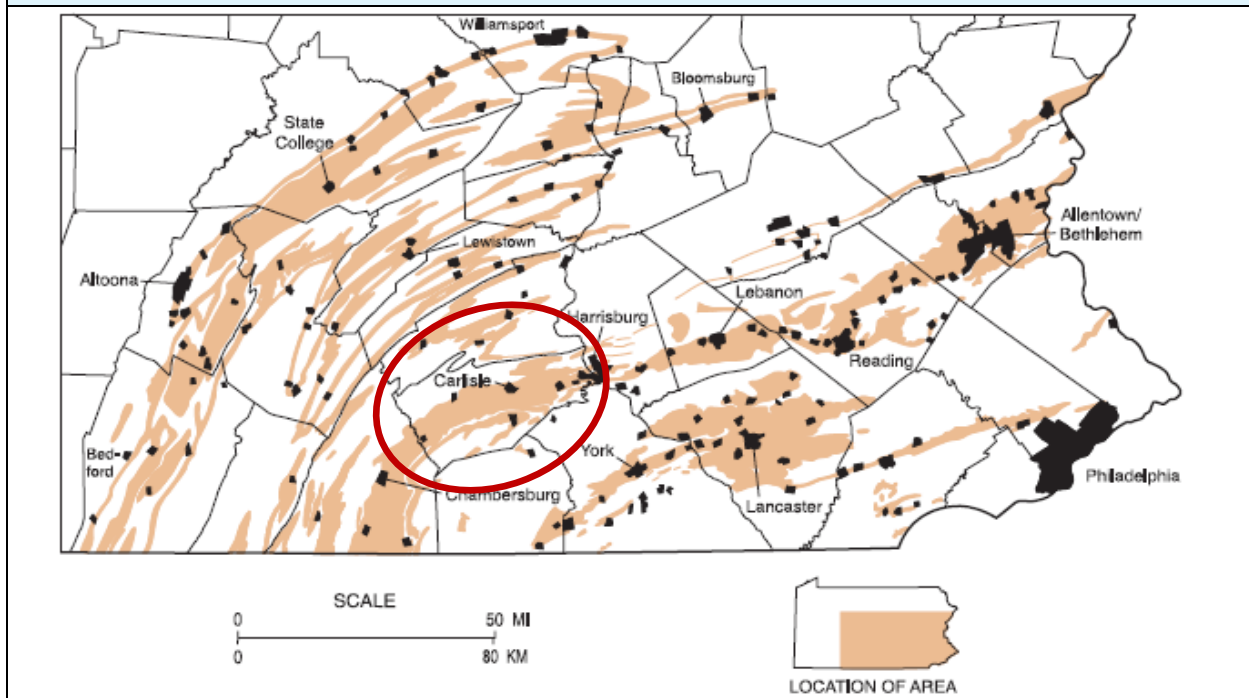 Williamsport
Bloomsburg
State
College
Allentown/
Bethlehem
Lewistown
Altoona
Lebanon
Harrisburg
Reading
Carlisle
York
Bed-
ford
Philadelphia
Chambersburg
Lancaster
SCALE
0 50 MI
0 80 KM
LOCATION OF AREA